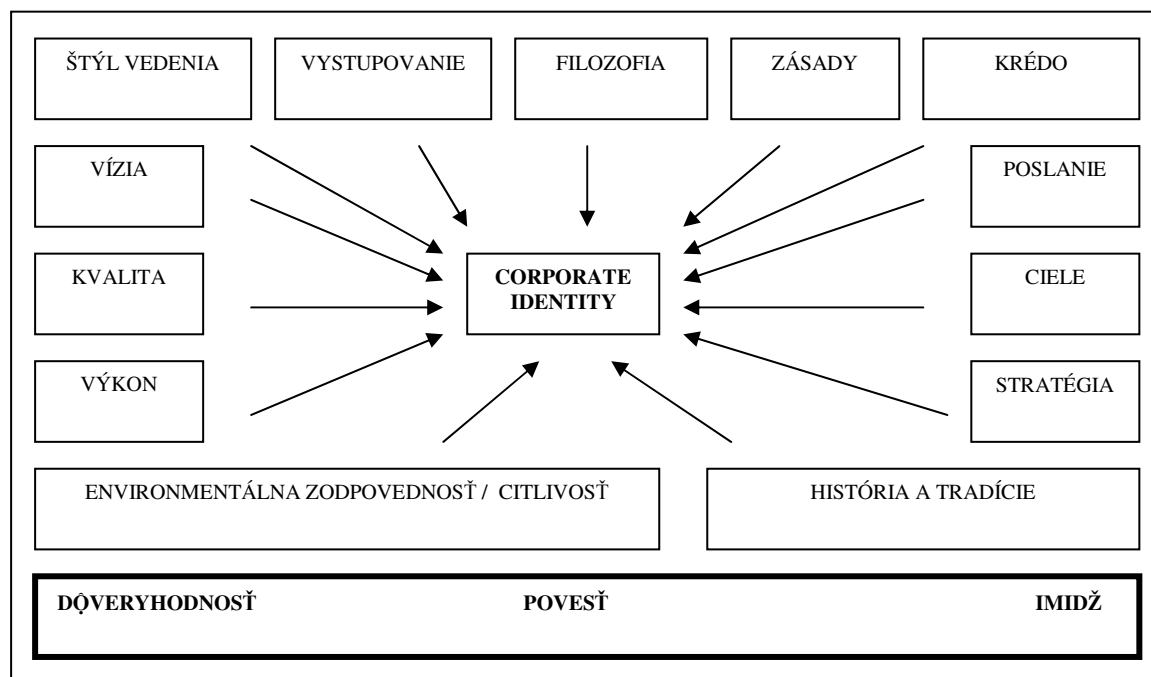 ŠTÝL VEDENIA
VYSTUPOVANIE
FILOZOFIA
ZÁSADY
KRÉDO
VÍZIA
POSLANIE
KVALITA
CORPORATE
IDENTITY
CIELE
VÝKON
STRATÉGIA
ENVIRONMENTÁLNA ZODPOVEDNOSŤ / CITLIVOSŤ
HISTÓRIA A TRADÍCIE
DÔVERYHODNOSŤ POVESŤ IMIDŽ